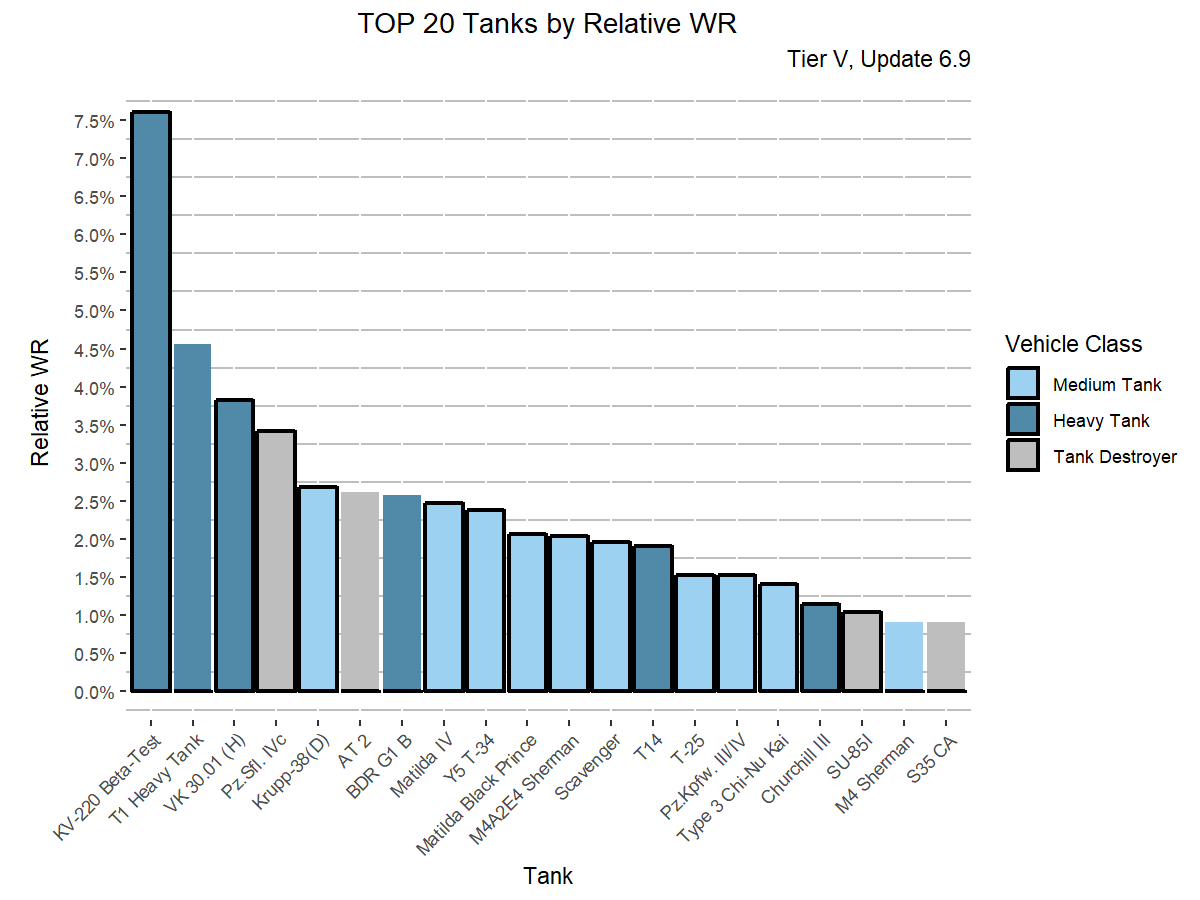 TOP 20 Tanks by Relative WR
Tier V, Update 6.9
7.5%
7.0%
6.5%
6.0%
5.5%
5.0%
4.5%
4.0%
3.5%
3.0%
2.5%
2.0%
1.5%
1.0%
0.5%
0.0%
Relative WR
KV-220 Beta-Test
T1 Heavy Tank
VK 30.01 (H)
Pz.Sfl. IVc
Krupp-38(D)
AT 2
BDR G1 B
Matilda IV
Y5 T-34
Matilda Black Prince
M4A2E4 Sherman
Scavenger
T14
T-25
Pz.Kpfw. III/IV
Type 3 Chi-Nu Kai
Churchill III
SU-85I
M4 Sherman
S35 CA
Tank
Vehicle Class
Medium Tank
Heavy Tank
Tank Destroyer